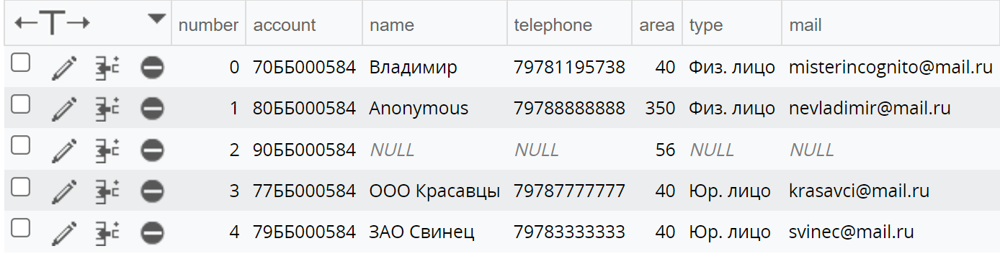 number account name telephone area type mail
0 70ББ000584 Владимир 79781195738 40 Физ. лицо misterincognito@mail.ru
1 80ББ000584 Anonymous 79788888888 350 Физ. лицо nevladimir@mail.ru
2 90ББ000584 NULL NULL 56 NULL NULL
3 77ББ000584 ООО Красавцы 79787777777 40 Юр. лицо krasavci@mail.ru
4 79ББ000584 ЗАО Свинец 79783333333 40 Юр. лицо svinec@mail.ru